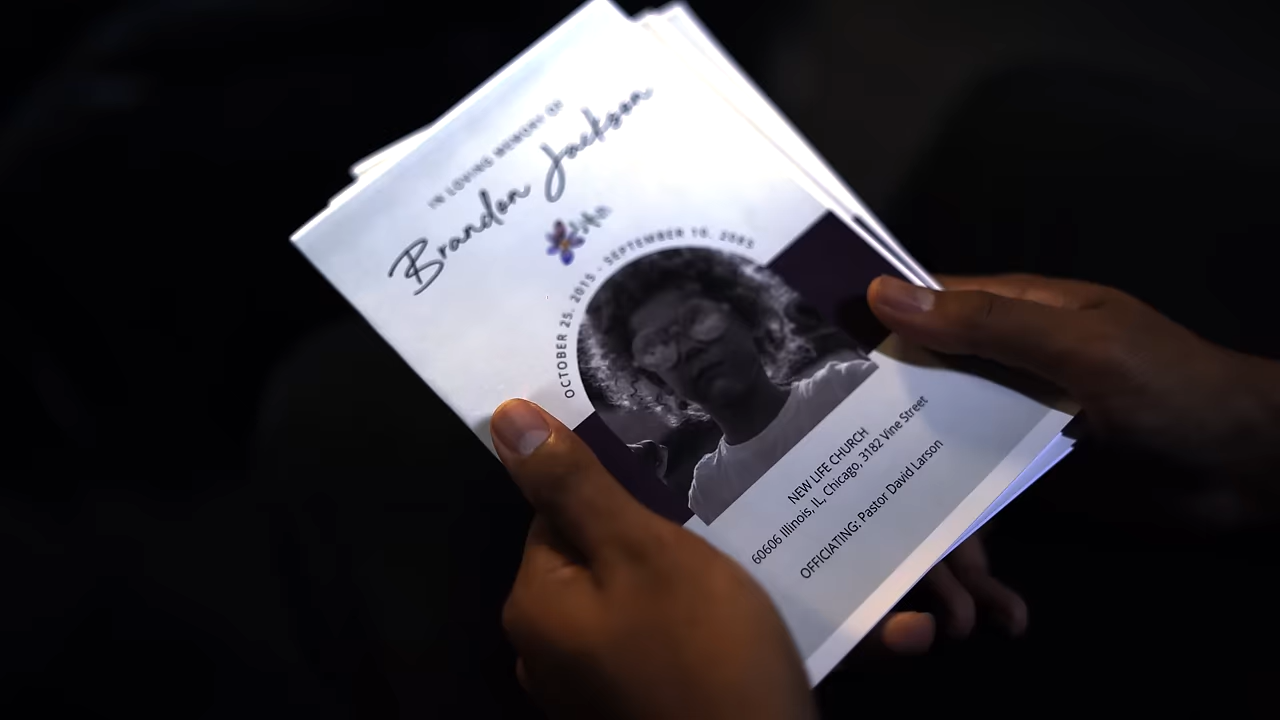 IN LOVING MEMORY OF
Brandon Jackson
OCTOBER 25, 2015 - SEPTEMBER 10, 2083
NEW LIFE CHURCH
60606 Illinois, IL, Chicago, 3182 Vine Street
OFFICIATING: Pastor David Larson